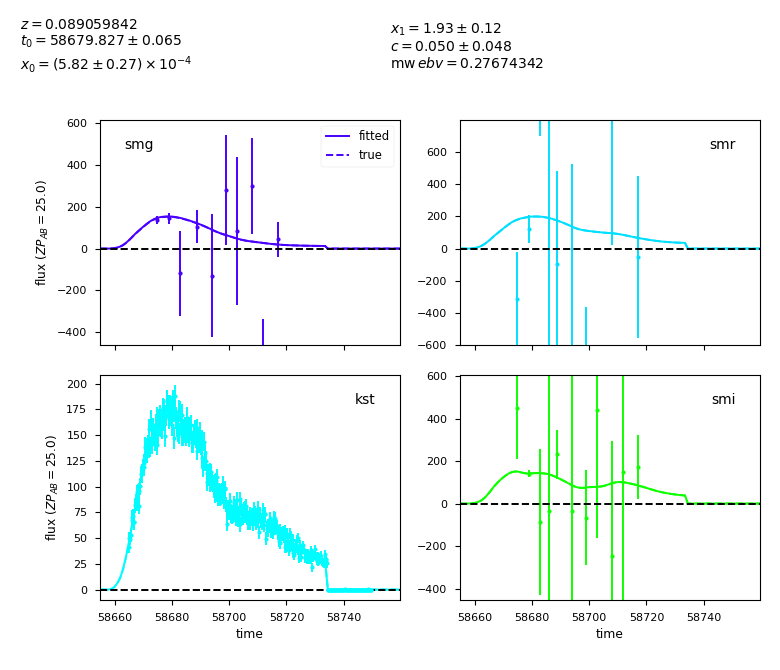 z = 0.089059842
t₀ = 58679.827 ± 0.065
x₀ = (5.82 ± 0.27) × 10⁻⁴
x₁ = 1.93 ± 0.12
c = 0.050 ± 0.048
mwebv = 0.27674342
smg
fitted
true
600
400
200
0
−200
−400
flux (ZP_AB = 25.0)
smr
600
400
200
0
−200
−400
−600
kst
200
175
150
125
100
75
50
25
0
flux (ZP_AB = 25.0)
58660 58680 58700 58720 58740
time
smi
600
400
200
0
−200
−400
58660 58680 58700 58720 58740
time